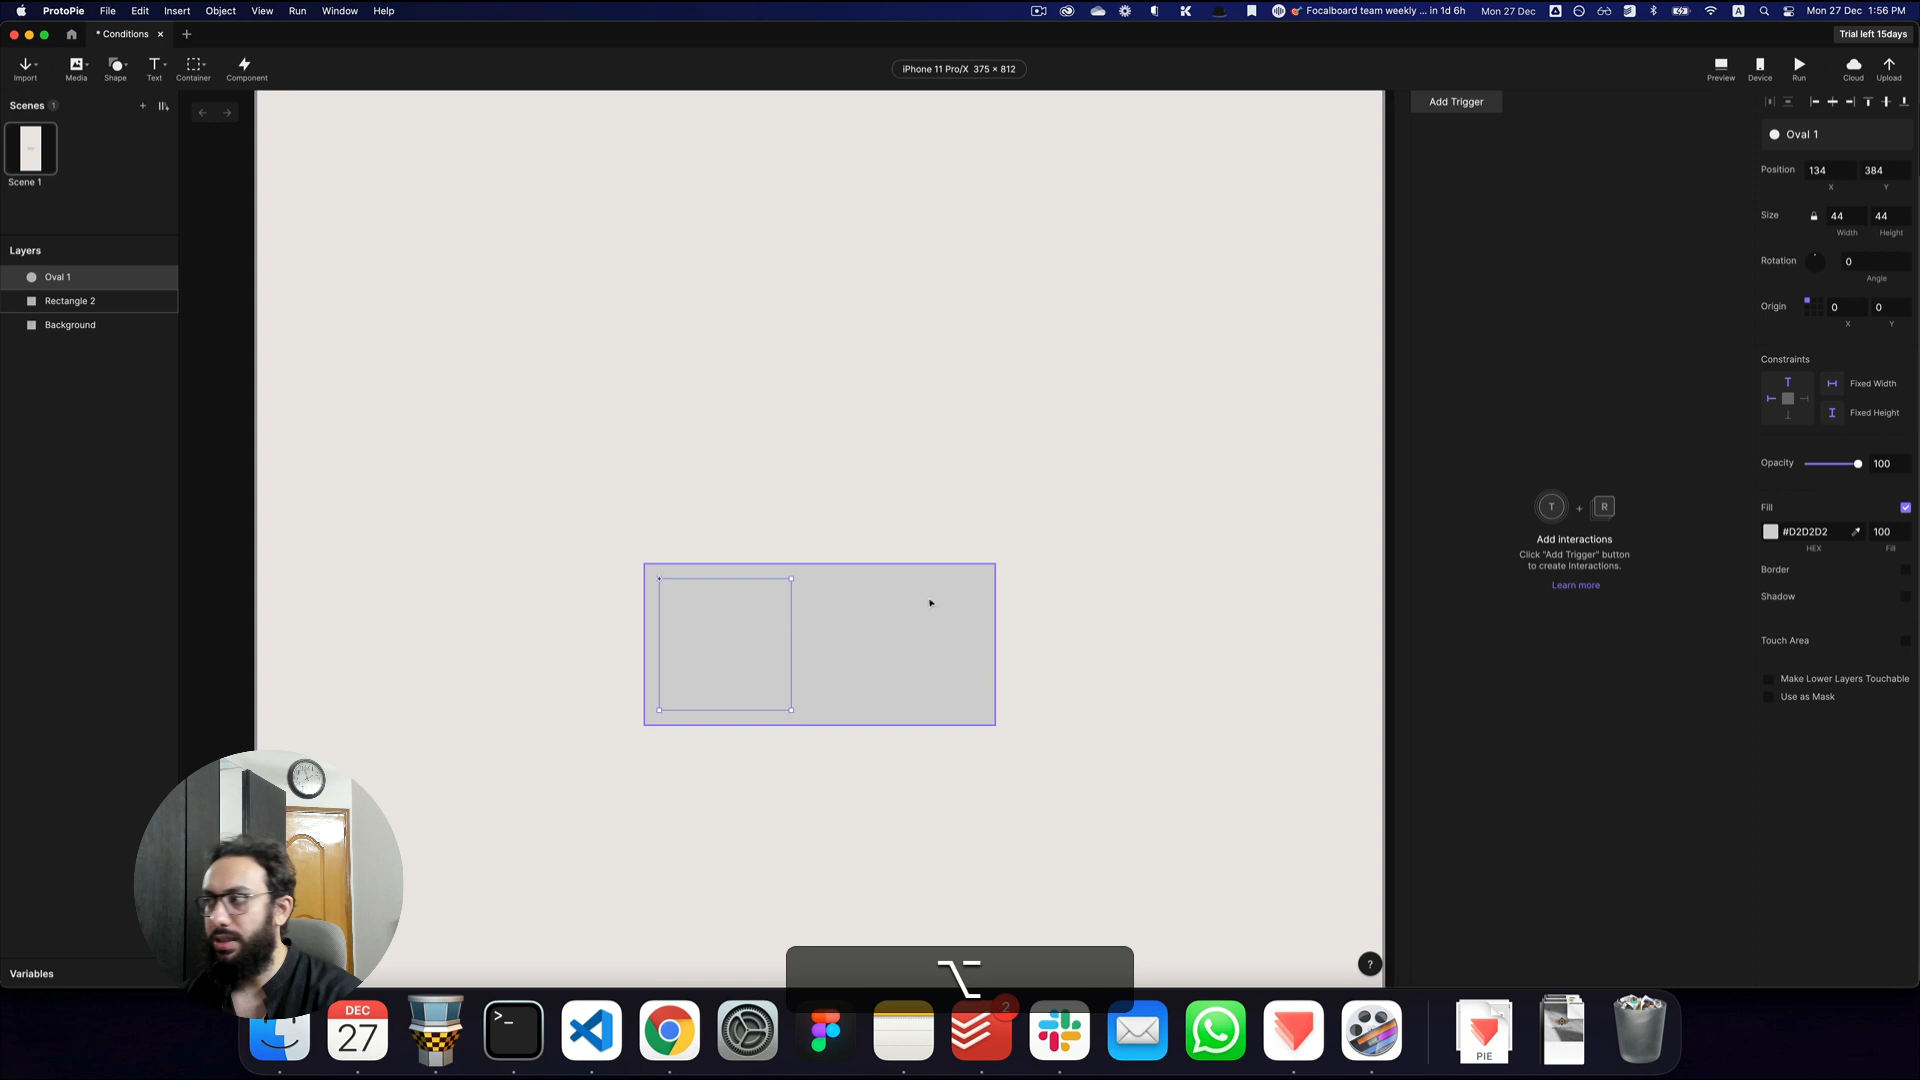 ProtoPie File Edit Insert Object View Run Window Help
Focalboard team weekly ... in 1d 6h Mon 27 Dec A Mon 27 Dec 1:56 PM
* Conditions
Trial left 15days
Import Media Shape Text Container Component
iPhone 11 Pro/X 375 × 812
Preview Device Run Cloud Upload
Scenes 1
Add Trigger
Oval 1
Scene 1
Position 134 384
X Y
Size 44 44
Width Height
Layers
Rotation 0
Angle
Oval 1
Rectangle 2
Background
Origin 0 0
X Y
Constraints
Fixed Width
Fixed Height
Opacity 100
T + R
Add interactions
Click "Add Trigger" button
to create Interactions.
Learn more
Fill
#D2D2D2 100
HEX Fill
Border
Shadow
Touch Area
Make Lower Layers Touchable
Use as Mask
Variables
?
⌥
DEC
27
>_
2
PIE